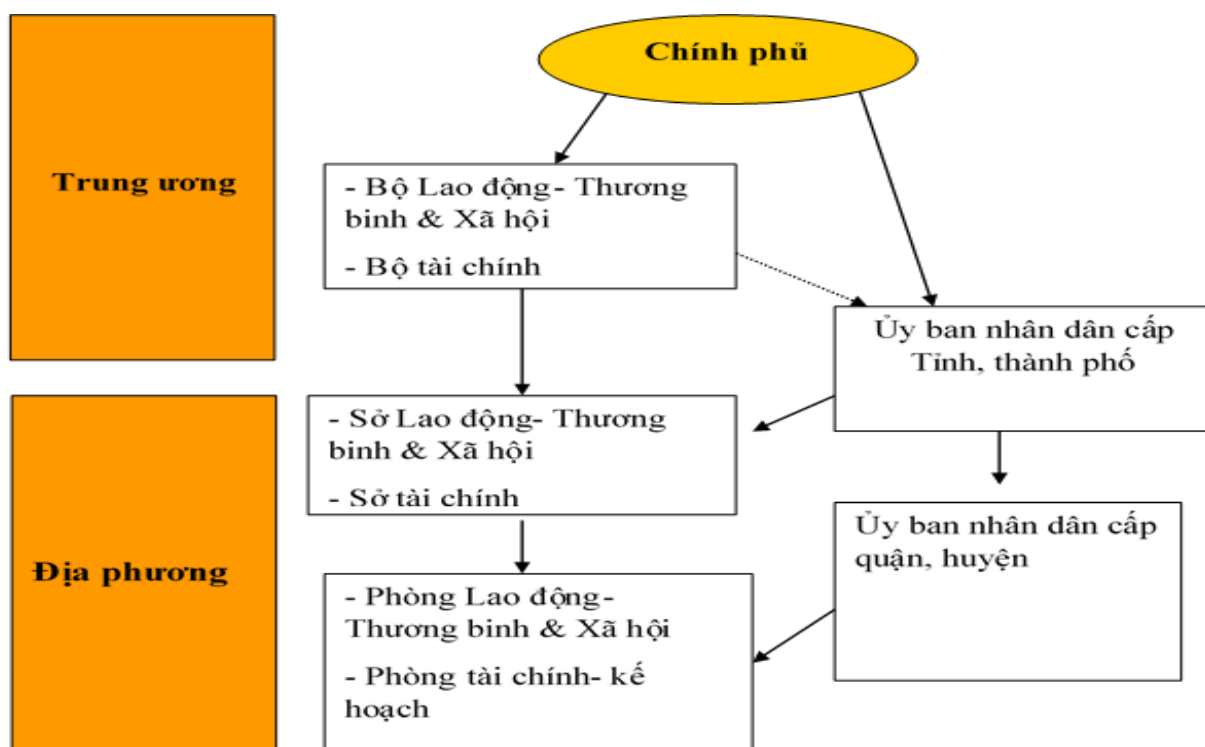 Chính phủ
Trung ương
- Bộ Lao động- Thương
binh & Xã hội
- Bộ tài chính
Ủy ban nhân dân cấp
Tỉnh, thành phố
- Sở Lao động- Thương
binh & Xã hội
- Sở tài chính
Ủy ban nhân dân cấp
quận, huyện
Địa phương
- Phòng Lao động-
Thương binh & Xã hội
- Phòng tài chính- kế
hoạch